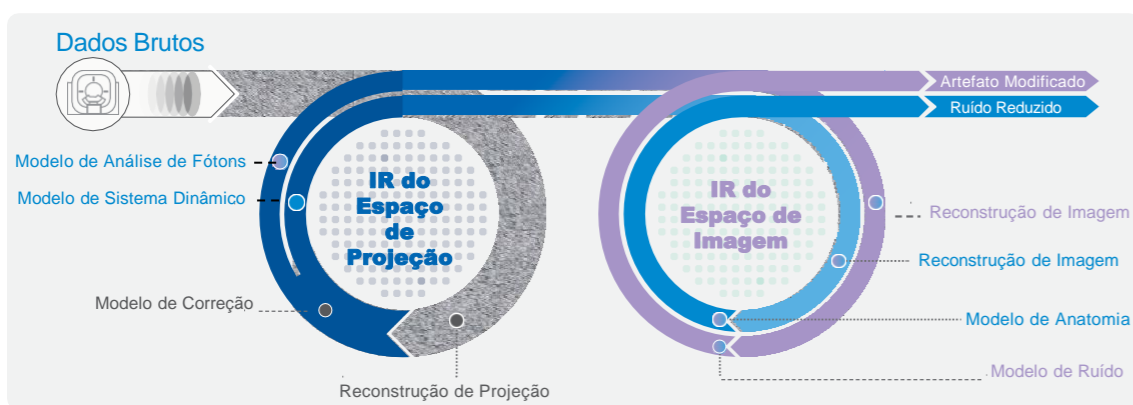 Dados Brutos
Artefato Modificado
Ruído Reduzido
Modelo de Análise de Fótons
Modelo de Sistema Dinâmico
IR do
Espaço
de
Projeção
Modelo de Correção
Reconstrução de Projeção
IR do
Espaço de
Imagem
Reconstrução de Imagem
Reconstrução de Imagem
Modelo de Anatomia
Modelo de Ruído